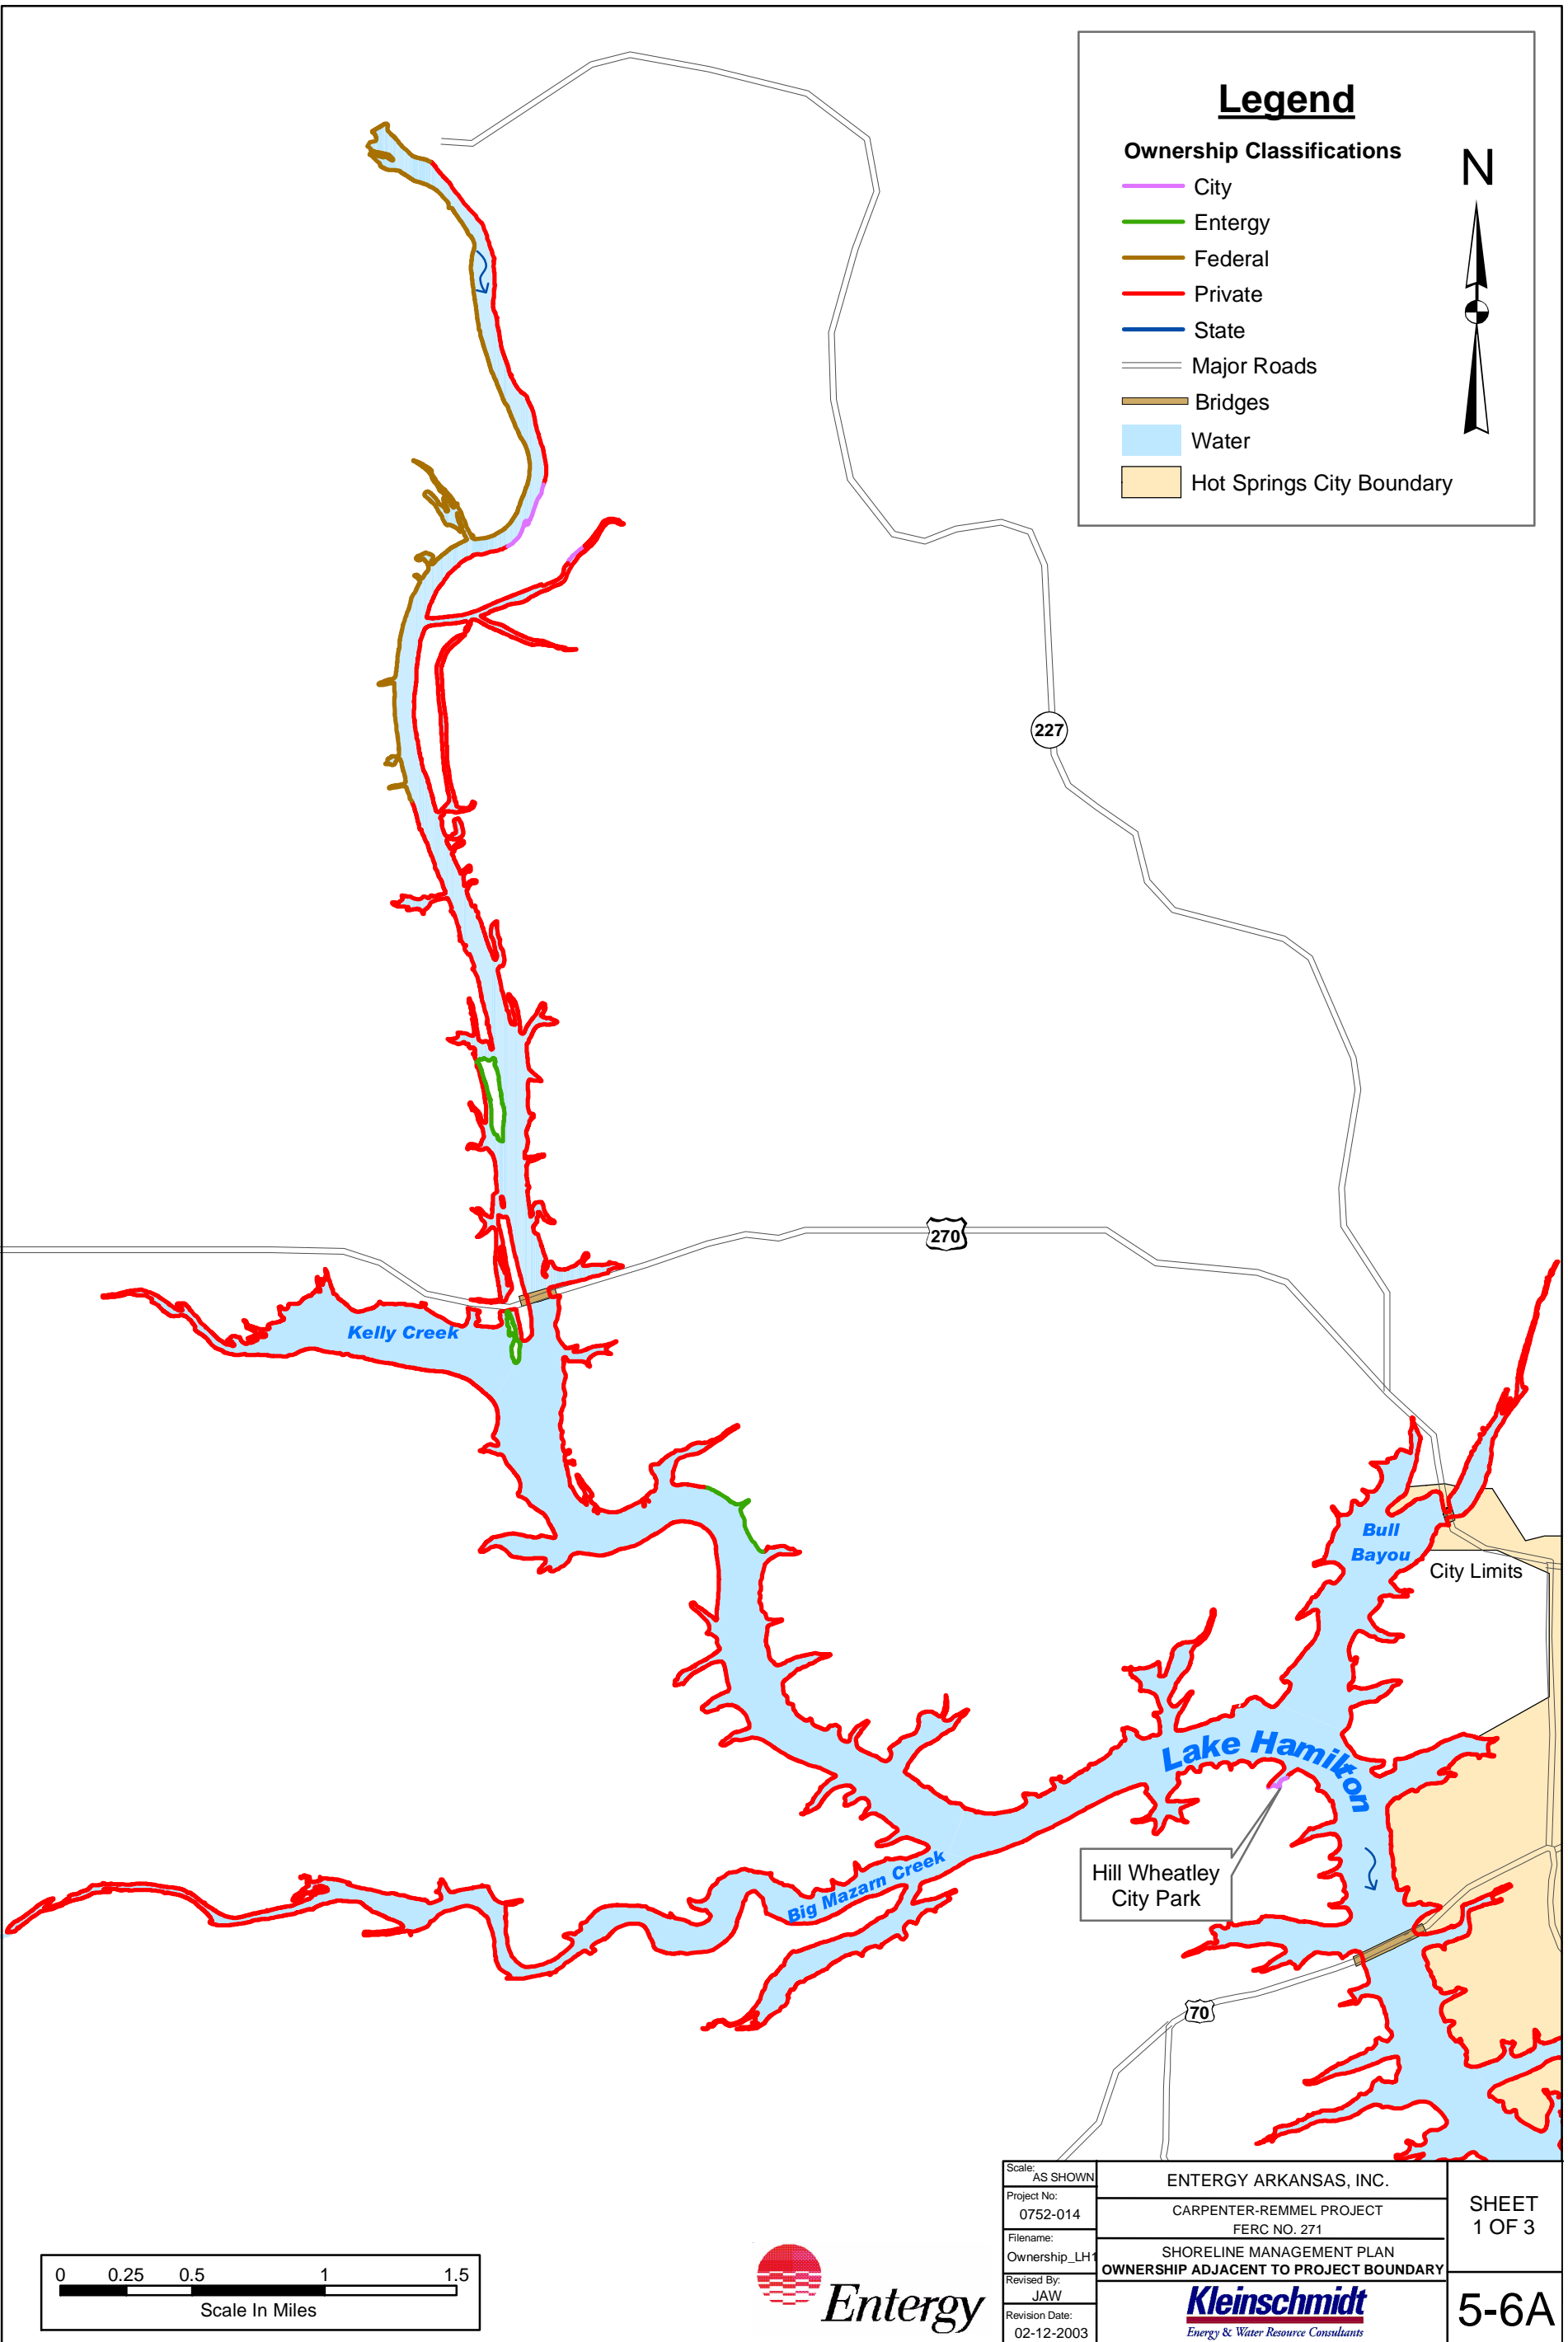 Legend
Ownership Classifications
City
Entergy
Federal
Private
State
Major Roads
Bridges
Water
Hot Springs City Boundary
N
227
270
Kelly Creek
Bull
Bayou
City Limits
Lake Hamilton
Hill Wheatley
City Park
Big Mazarn Creek
70
0 0.25 0.5 1 1.5
Scale In Miles
Entergy
Scale:
AS SHOWN
Project No:
0752-014
Filename:
Ownership_LH1
Revised By:
JAW
Revision Date:
02-12-2003
ENTERGY ARKANSAS, INC.
CARPENTER-REMMEL PROJECT
FERC NO. 271
SHORELINE MANAGEMENT PLAN
OWNERSHIP ADJACENT TO PROJECT BOUNDARY
Kleinschmidt
Energy & Water Resource Consultants
SHEET
1 OF 3
5-6A